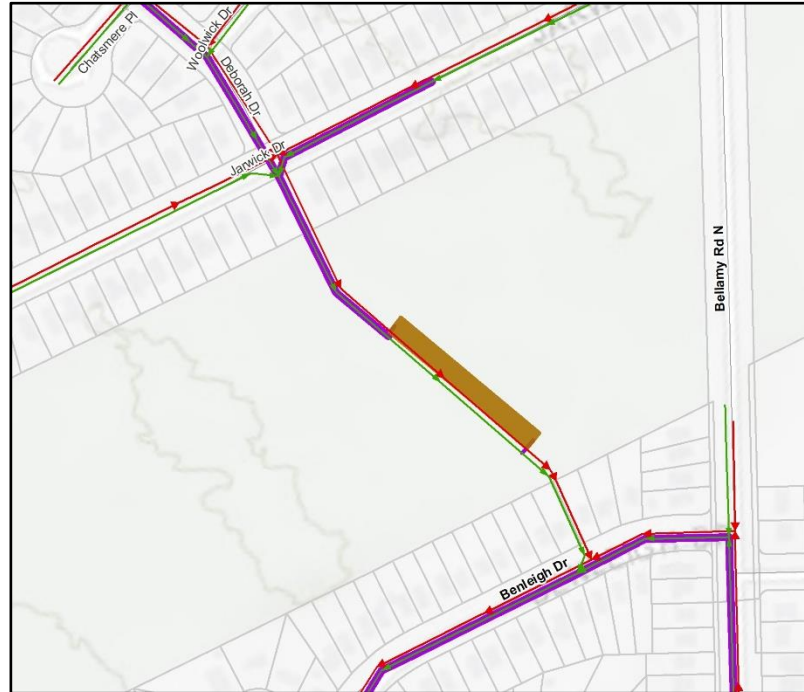 Chatsmere Pl
Woolwick Dr
Deborah Dr
Jarwick Dr
Bellamy Rd N
Benleigh Dr